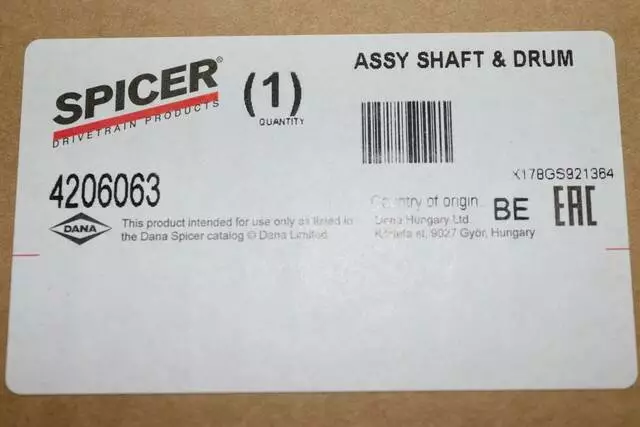 ASSY SHAFT & DRUM
SPICER®
DRIVETRAIN PRODUCTS
(1)
QUANTITY
X178GS921364
4206063
Country of origin
BE
EAC
DANA
This product intended for use only as listed in
the Dana Spicer catalog © Dana Limited
Dana Hungary Ltd.
st, 9027 Győr, Hungary